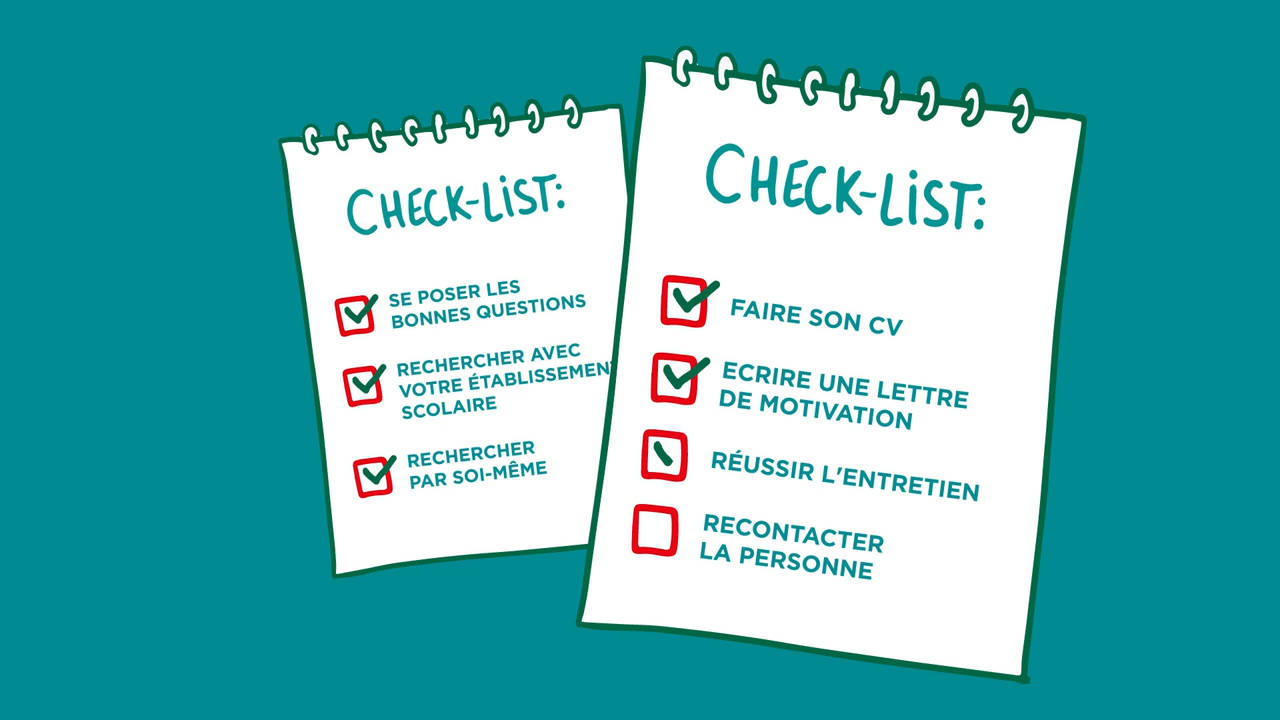 CHECK-LIST:
SE POSER LES
BONNES QUESTIONS
RECHERCHER AVEC
VOTRE ÉTABLISSEMENT
SCOLAIRE
RECHERCHER
PAR SOI-MÊME
CHECK-LIST:
FAIRE SON CV
ECRIRE UNE LETTRE
DE MOTIVATION
RÉUSSIR L'ENTRETIEN
RECONTACTER
LA PERSONNE